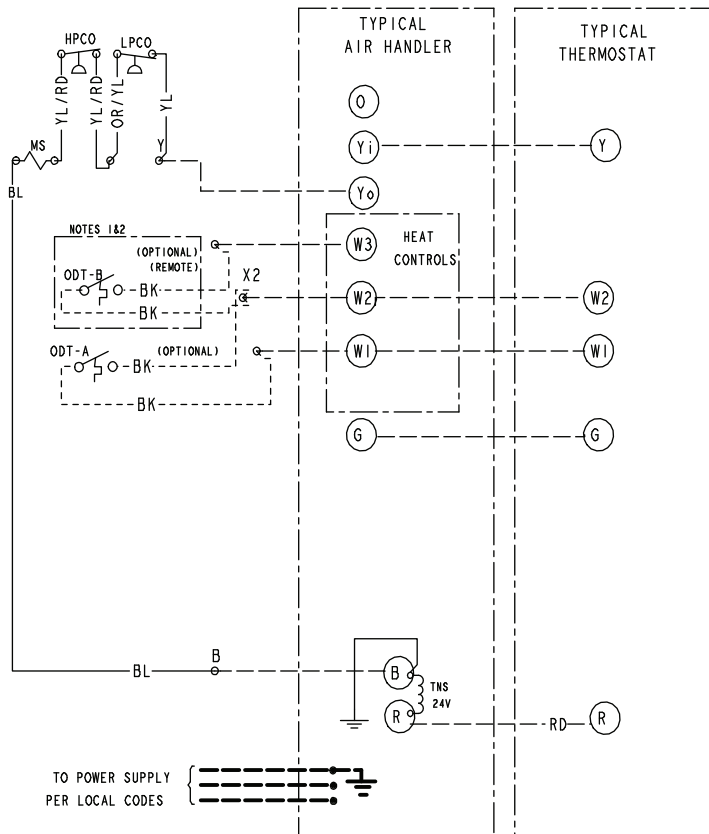 TYPICAL
AIR HANDLER
TYPICAL
THERMOSTAT
HPCO
LPCO
YL/RD
YL/RD
OR/YL
YL
MS
Y
BL
O
Yi
Y
Yo
NOTES 1&2
(OPTIONAL)
(REMOTE)
W3
HEAT
CONTROLS
ODT-B
BK
BK
X2
W2
W2
ODT-A
(OPTIONAL)
BK
BK
W1
W1
G
G
BL
B
B
TNS
24V
R
RD
R
TO POWER SUPPLY
PER LOCAL CODES